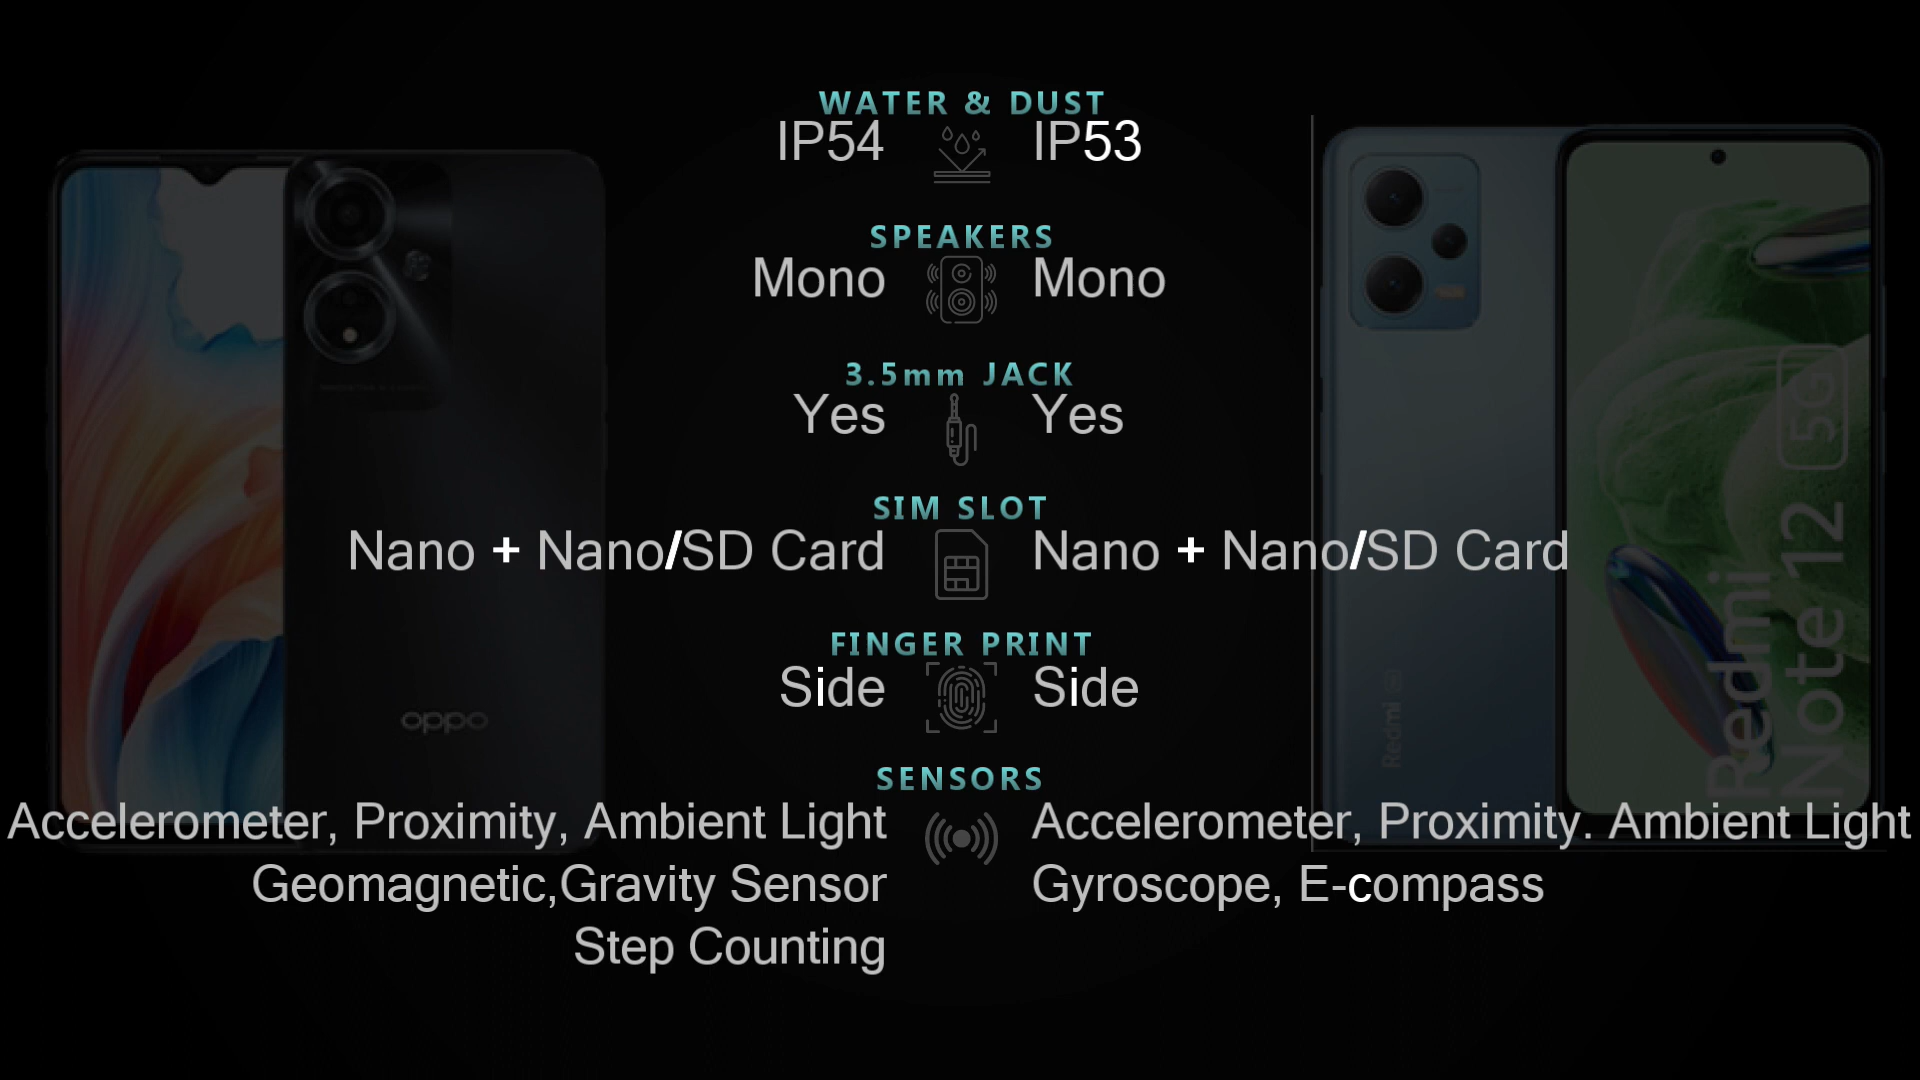 WATER & DUST
IP54 IP53
SPEAKERS
Mono Mono
3.5mm JACK
Yes Yes
SIM SLOT
Nano + Nano/SD Card Nano + Nano/SD Card
FINGER PRINT
Side Side
SENSORS
Accelerometer, Proximity, Ambient Light
Geomagnetic,Gravity Sensor
Step Counting
Accelerometer, Proximity. Ambient Light
Gyroscope, E-compass
oppo
Redmi
Redmi
Note 12 5G